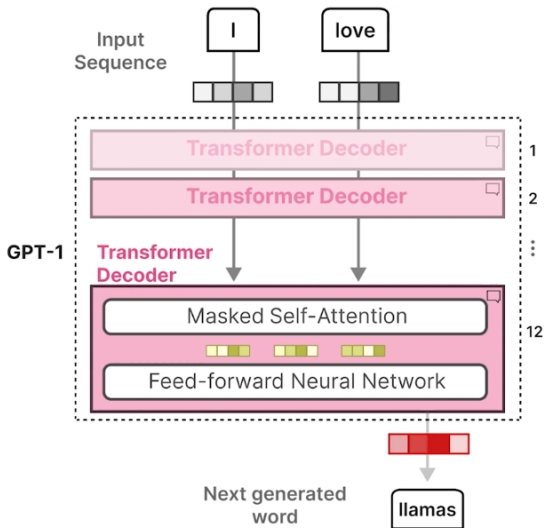 I
love
Input
Sequence
Transformer Decoder
1
Transformer Decoder
2
GPT-1
Transformer
Decoder
Masked Self-Attention
12
Feed-forward Neural Network
Next generated
word
llamas